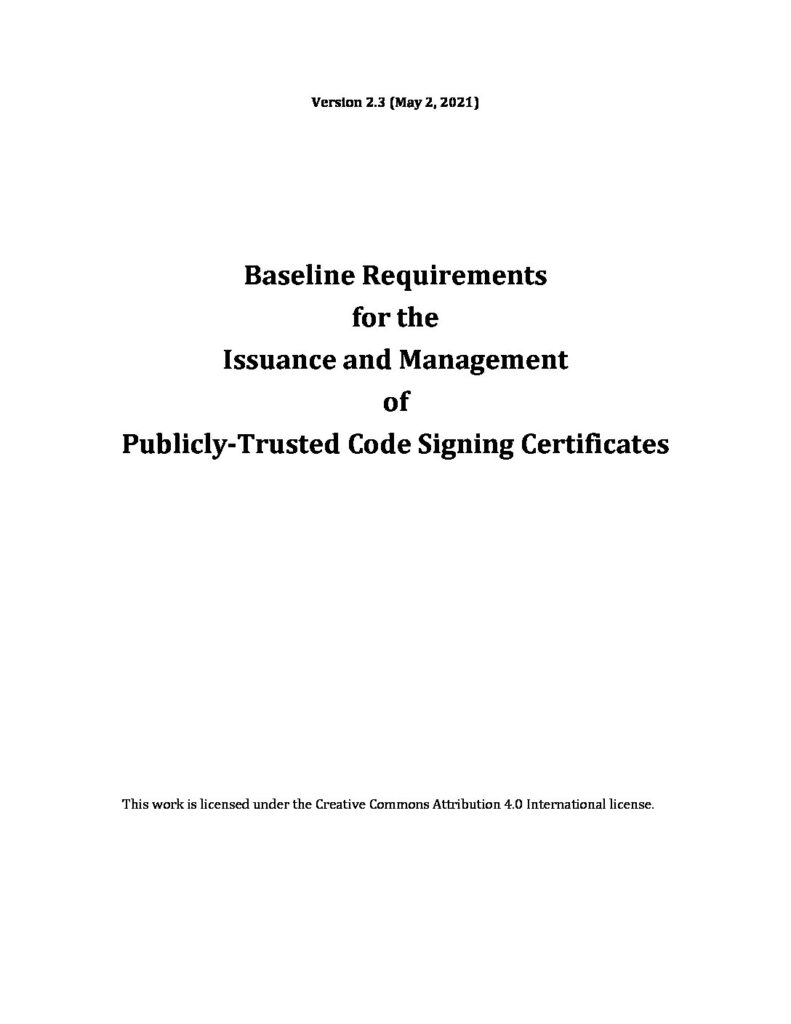 Version 2.3 (May 2, 2021)
Baseline Requirements
for the
Issuance and Management
of
Publicly-Trusted Code Signing Certificates
This work is licensed under the Creative Commons Attribution 4.0 International license.